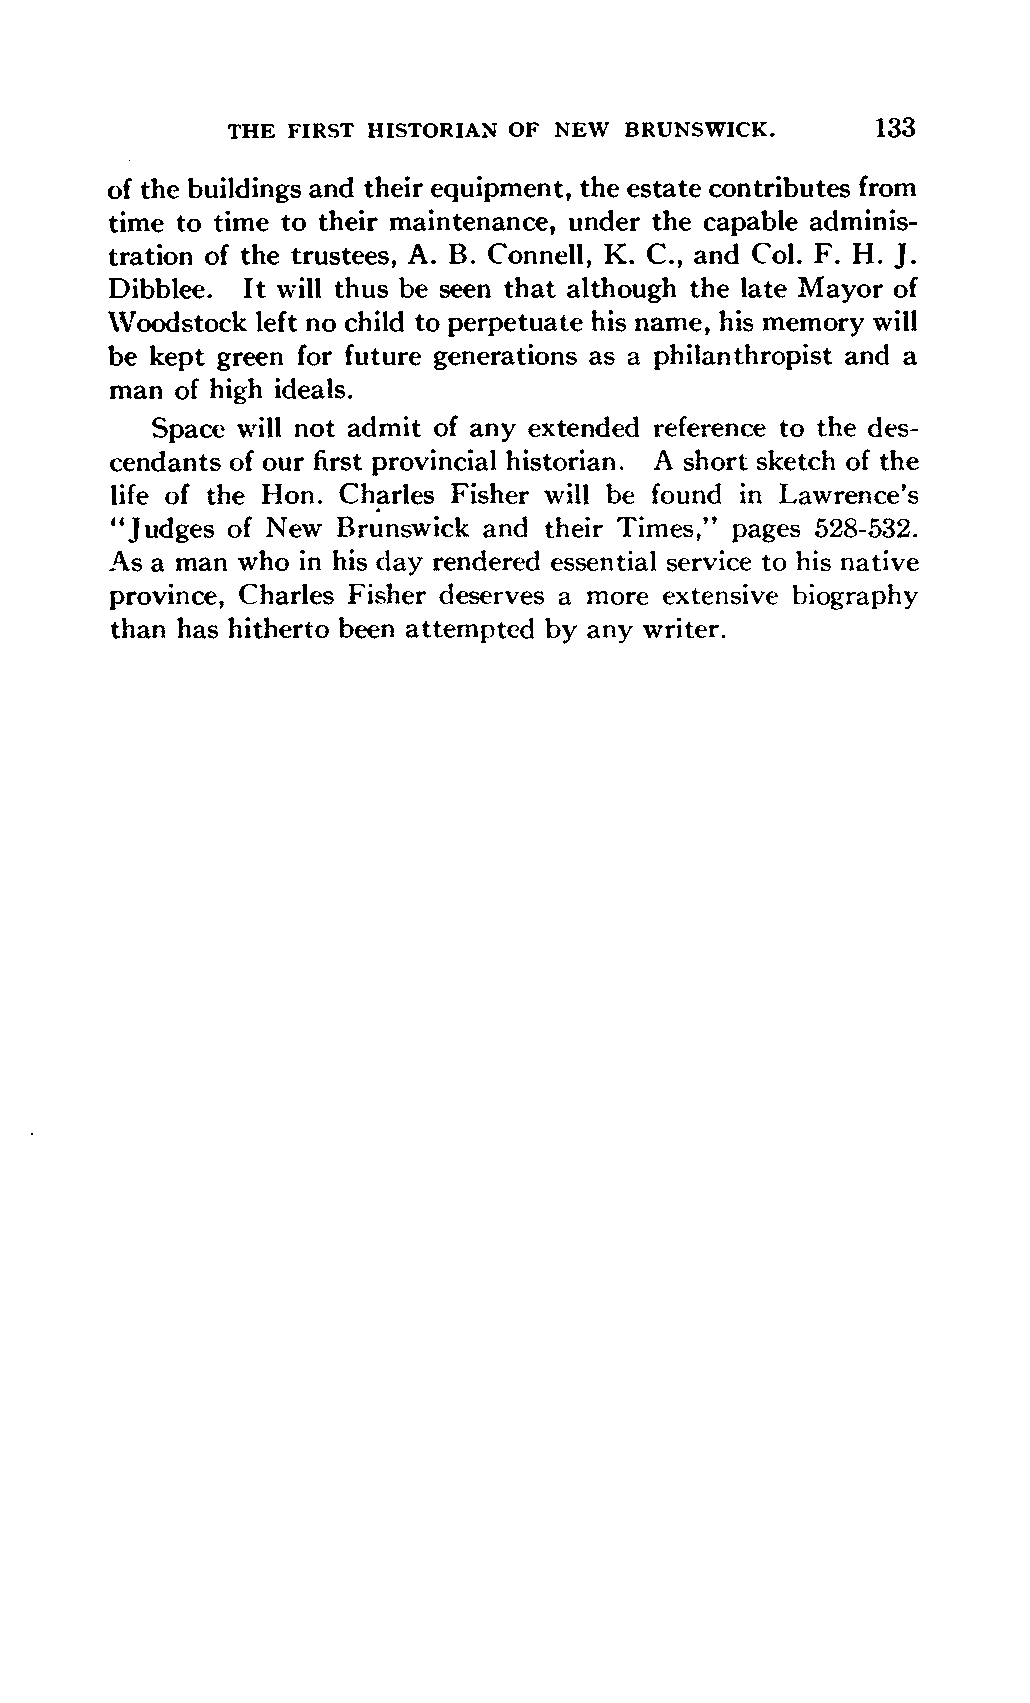 THE FIRST HISTORIAN OF NEW BRUNSWICK. 133
of the buildings and their equipment, the estate contributes from
time to time to their maintenance, under the capable adminis-
tration of the trustees, A. B. Connell, K. C., and Col. F. H. J.
Dibblee. It will thus be seen that although the late Mayor of
Woodstock left no child to perpetuate his name, his memory will
be kept green for future generations as a philanthropist and a
man of high ideals.
Space will not admit of any extended reference to the des-
cendants of our first provincial historian. A short sketch of the
life of the Hon. Charles Fisher will be found in Lawrence's
"Judges of New Brunswick and their Times," pages 528-532.
As a man who in his day rendered essential service to his native
province, Charles Fisher deserves a more extensive biography
than has hitherto been attempted by any writer.